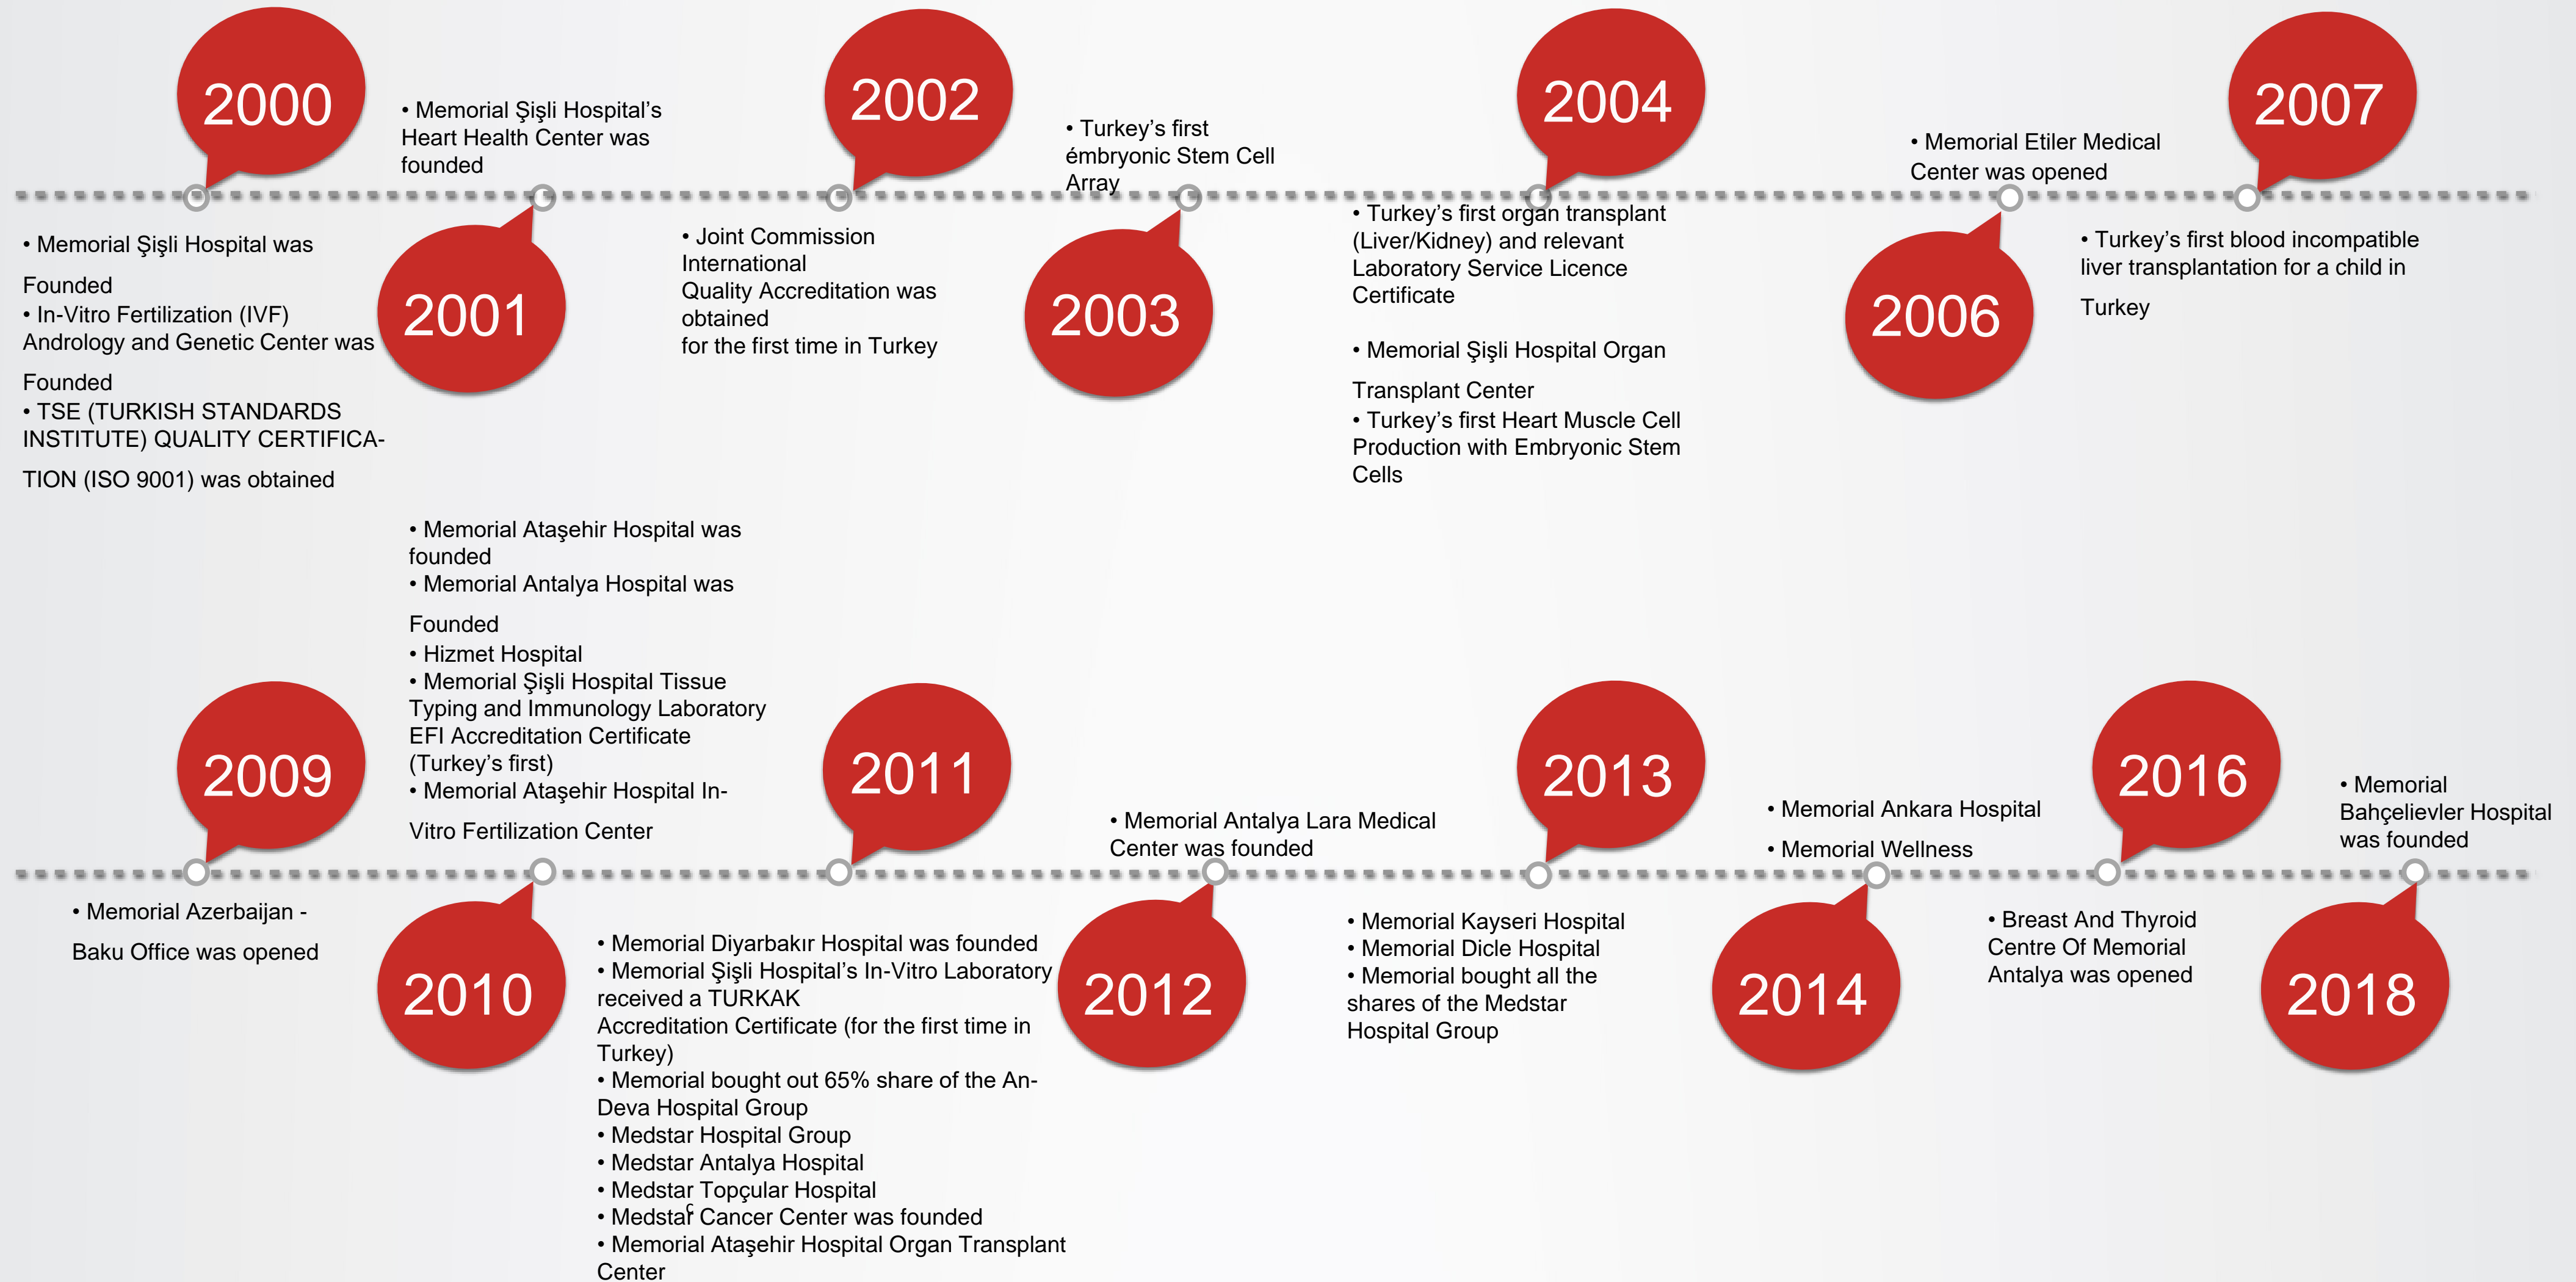 2000
• Memorial Şişli Hospital was
Founded
• In-Vitro Fertilization (IVF)
Andrology and Genetic Center was
Founded
• TSE (TURKISH STANDARDS
INSTITUTE) QUALITY CERTIFICA-
TION (ISO 9001) was obtained
• Memorial Şişli Hospital’s
Heart Health Center was
founded
2001
2002
• Joint Commission
International
Quality Accreditation was
obtained
for the first time in Turkey
• Turkey’s first
émbryonic Stem Cell
Array
2003
2004
• Turkey’s first organ transplant
(Liver/Kidney) and relevant
Laboratory Service Licence
Certificate
• Memorial Şişli Hospital Organ
Transplant Center
• Turkey’s first Heart Muscle Cell
Production with Embryonic Stem
Cells
• Memorial Etiler Medical
Center was opened
2006
2007
• Turkey’s first blood incompatible
liver transplantation for a child in
Turkey
2009
• Memorial Azerbaijan -
Baku Office was opened
• Memorial Ataşehir Hospital was
founded
• Memorial Antalya Hospital was
Founded
• Hizmet Hospital
• Memorial Şişli Hospital Tissue
Typing and Immunology Laboratory
EFI Accreditation Certificate
(Turkey’s first)
• Memorial Ataşehir Hospital In-
Vitro Fertilization Center
2010
2011
• Memorial Diyarbakır Hospital was founded
• Memorial Şişli Hospital’s In-Vitro Laboratory
received a TURKAK
Accreditation Certificate (for the first time in
Turkey)
• Memorial bought out 65% share of the An-
Deva Hospital Group
• Medstar Hospital Group
• Medstar Antalya Hospital
• Medstar Topçular Hospital
• Medstar Cancer Center was founded
• Memorial Ataşehir Hospital Organ Transplant
Center
• Memorial Antalya Lara Medical
Center was founded
2012
2013
• Memorial Kayseri Hospital
• Memorial Dicle Hospital
• Memorial bought all the
shares of the Medstar
Hospital Group
• Memorial Ankara Hospital
• Memorial Wellness
2014
2016
• Breast And Thyroid
Centre Of Memorial
Antalya was opened
• Memorial
Bahçelievler Hospital
was founded
2018